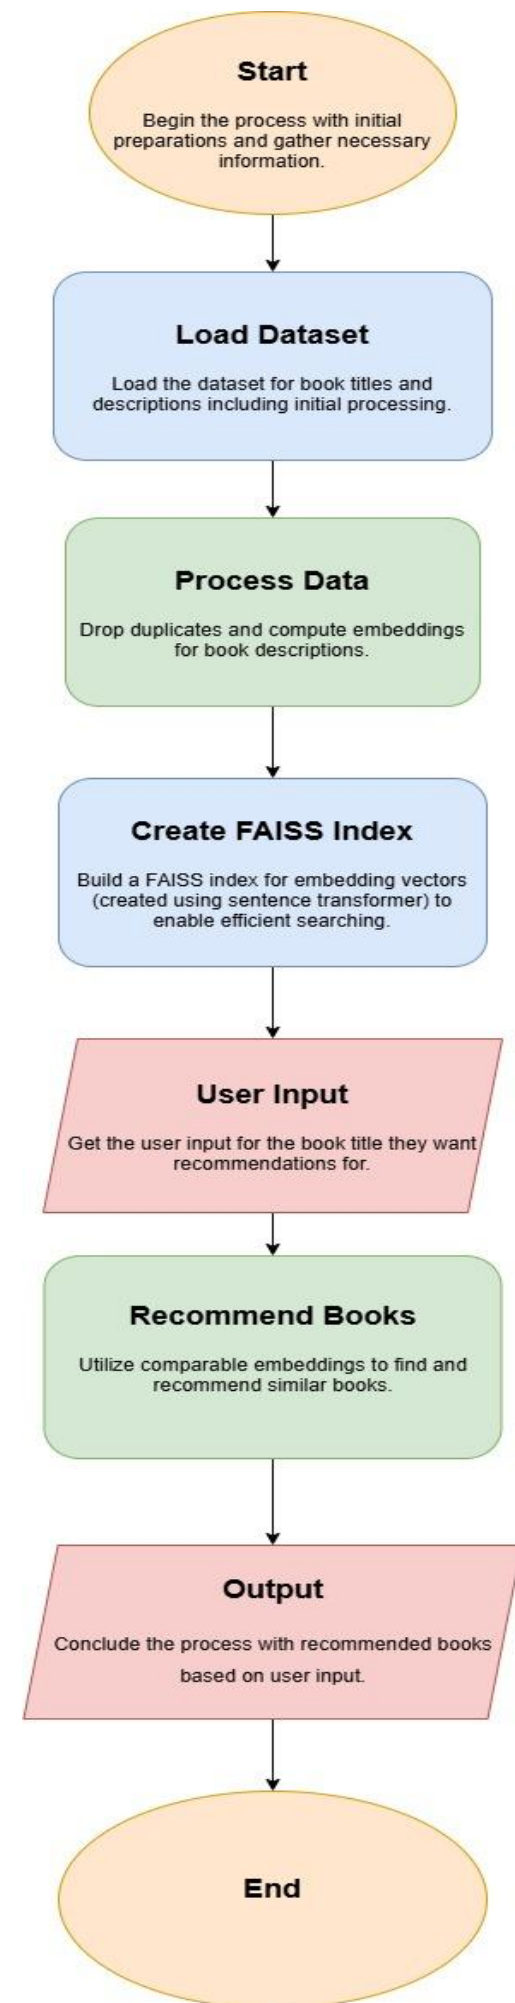 Start
Begin the process with initial
preparations and gather necessary
information.
Load Dataset
Load the dataset for book titles and
descriptions including initial processing.
Process Data
Drop duplicates and compute embeddings
for book descriptions.
Create FAISS Index
Build a FAISS index for embedding vectors
(created using sentence transformer) to
enable efficient searching.
User Input
Get the user input for the book title they want
recommendations for.
Recommend Books
Utilize comparable embeddings to find and
recommend similar books.
Output
Conclude the process with recommended books
based on user input.
End